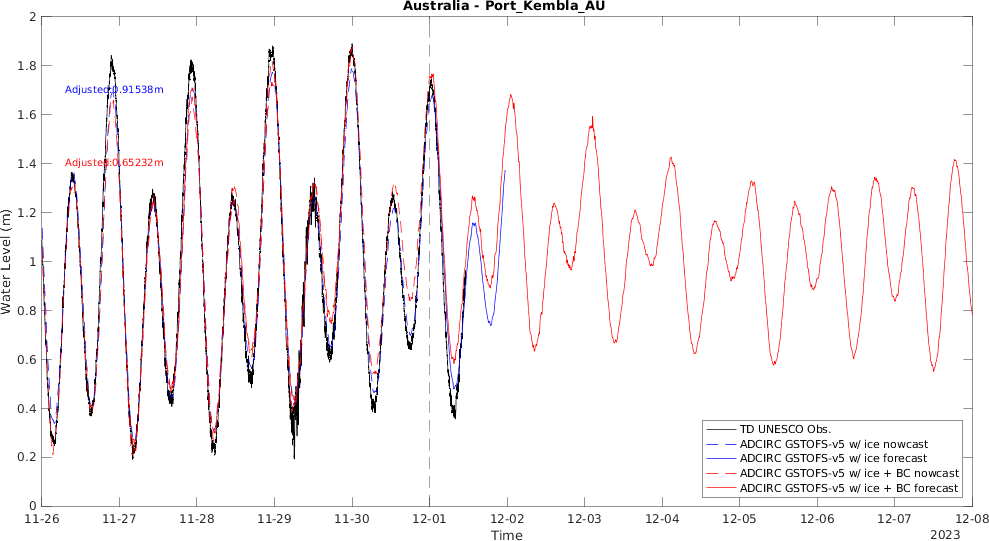 Australia - Port_Kembla_AU
2
1.8
1.6
1.4
1.2
1
0.8
0.6
0.4
0.2
0
Water Level (m)
Adjusted:0.91538m
Adjusted:0.65232m
TD UNESCO Obs.
ADCIRC GSTOFS-v5 w/ ice nowcast
ADCIRC GSTOFS-v5 w/ ice forecast
ADCIRC GSTOFS-v5 w/ ice + BC nowcast
ADCIRC GSTOFS-v5 w/ ice + BC forecast
11-26 11-27 11-28 11-29 11-30 12-01 12-02 12-03 12-04 12-05 12-06 12-07 12-08
Time
2023